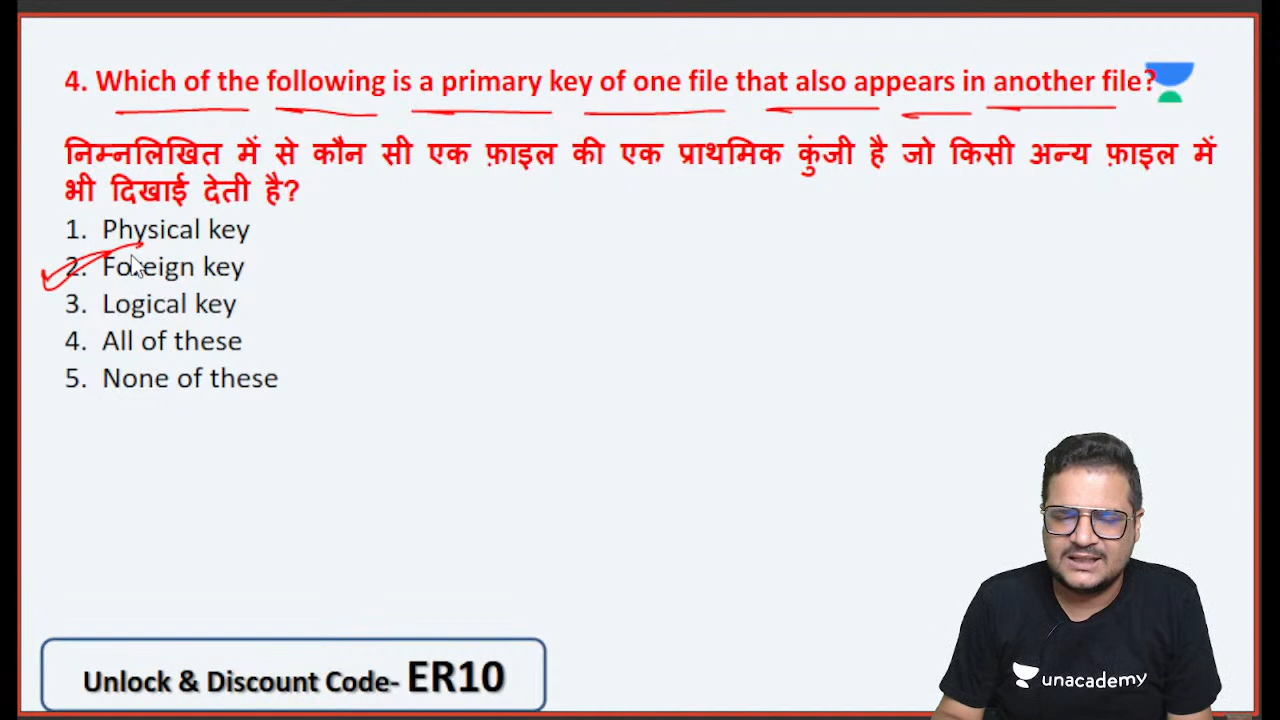 4. Which of the following is a primary key of one file that also appears in another file?
निम्नलिखित में से कौन सी एक फ़ाइल की एक प्राथमिक कुंजी है जो किसी अन्य फ़ाइल में
भी दिखाई देती है?
1. Physical key
2. Foreign key
3. Logical key
4. All of these
5. None of these
unacademy
Unlock & Discount Code- ER10